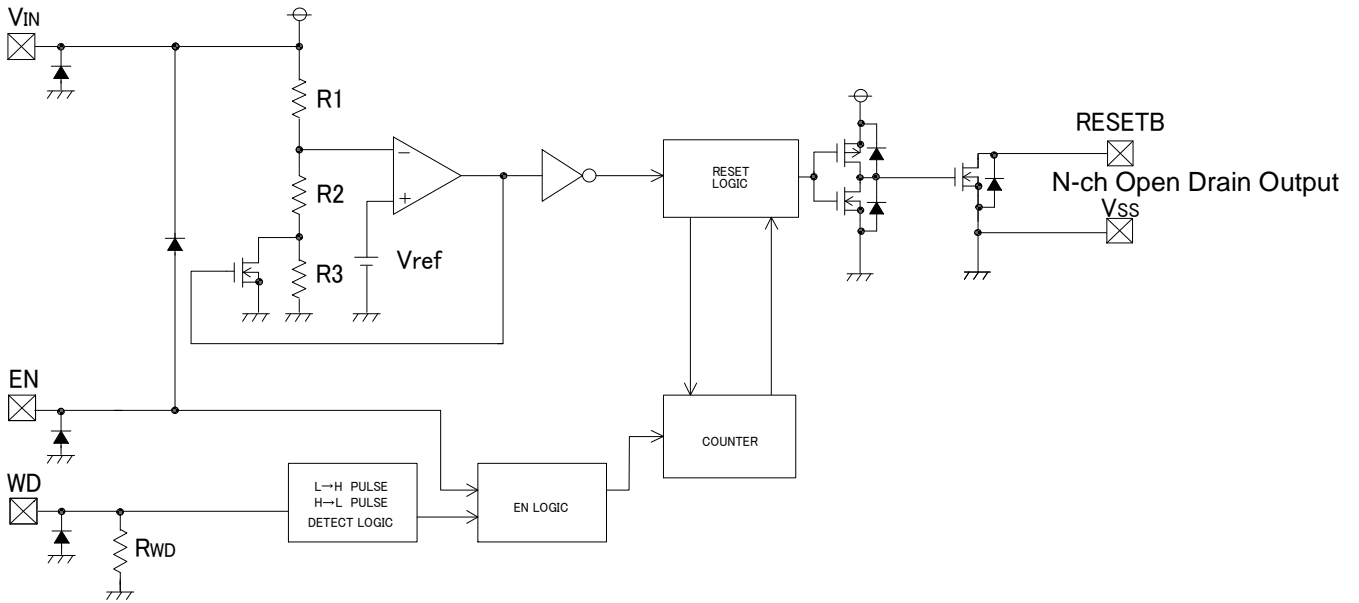 VIN
R1
R2
R3
−
+
Vref
RESET
LOGIC
RESETB
N-ch Open Drain Output
VSS
EN
WD
RWD
L→H PULSE
H→L PULSE
DETECT LOGIC
EN LOGIC
COUNTER